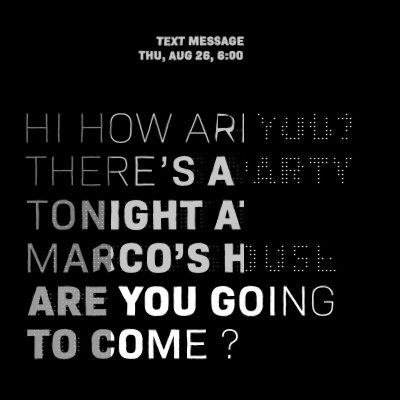 TEXT MESSAGE
THU, AUG 26, 6:00
HI HOW ARE YOU?
THERE'S A PARTY
TONIGHT AT
MARCO'S HOUSE
ARE YOU GOING
TO COME ?